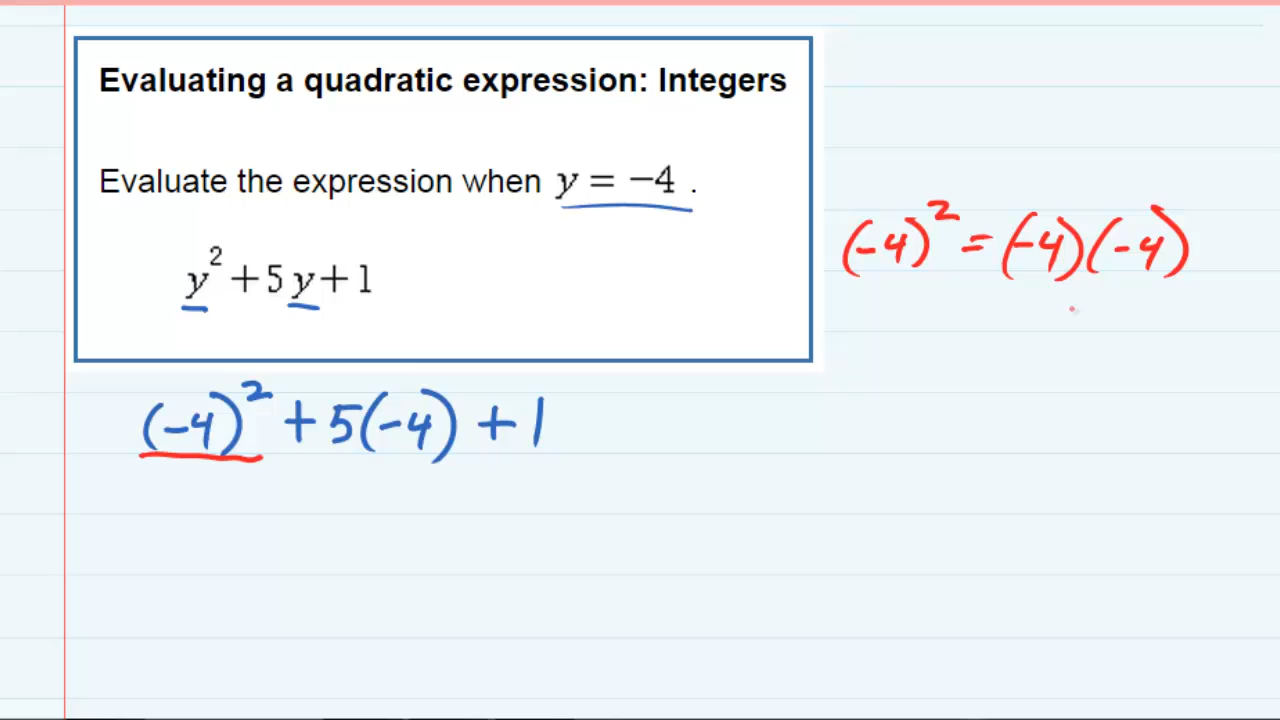 Evaluating a quadratic expression: Integers
Evaluate the expression when y = −4 .
y² + 5y + 1
(-4)² = (-4)(-4)
(-4)² + 5(-4) + 1